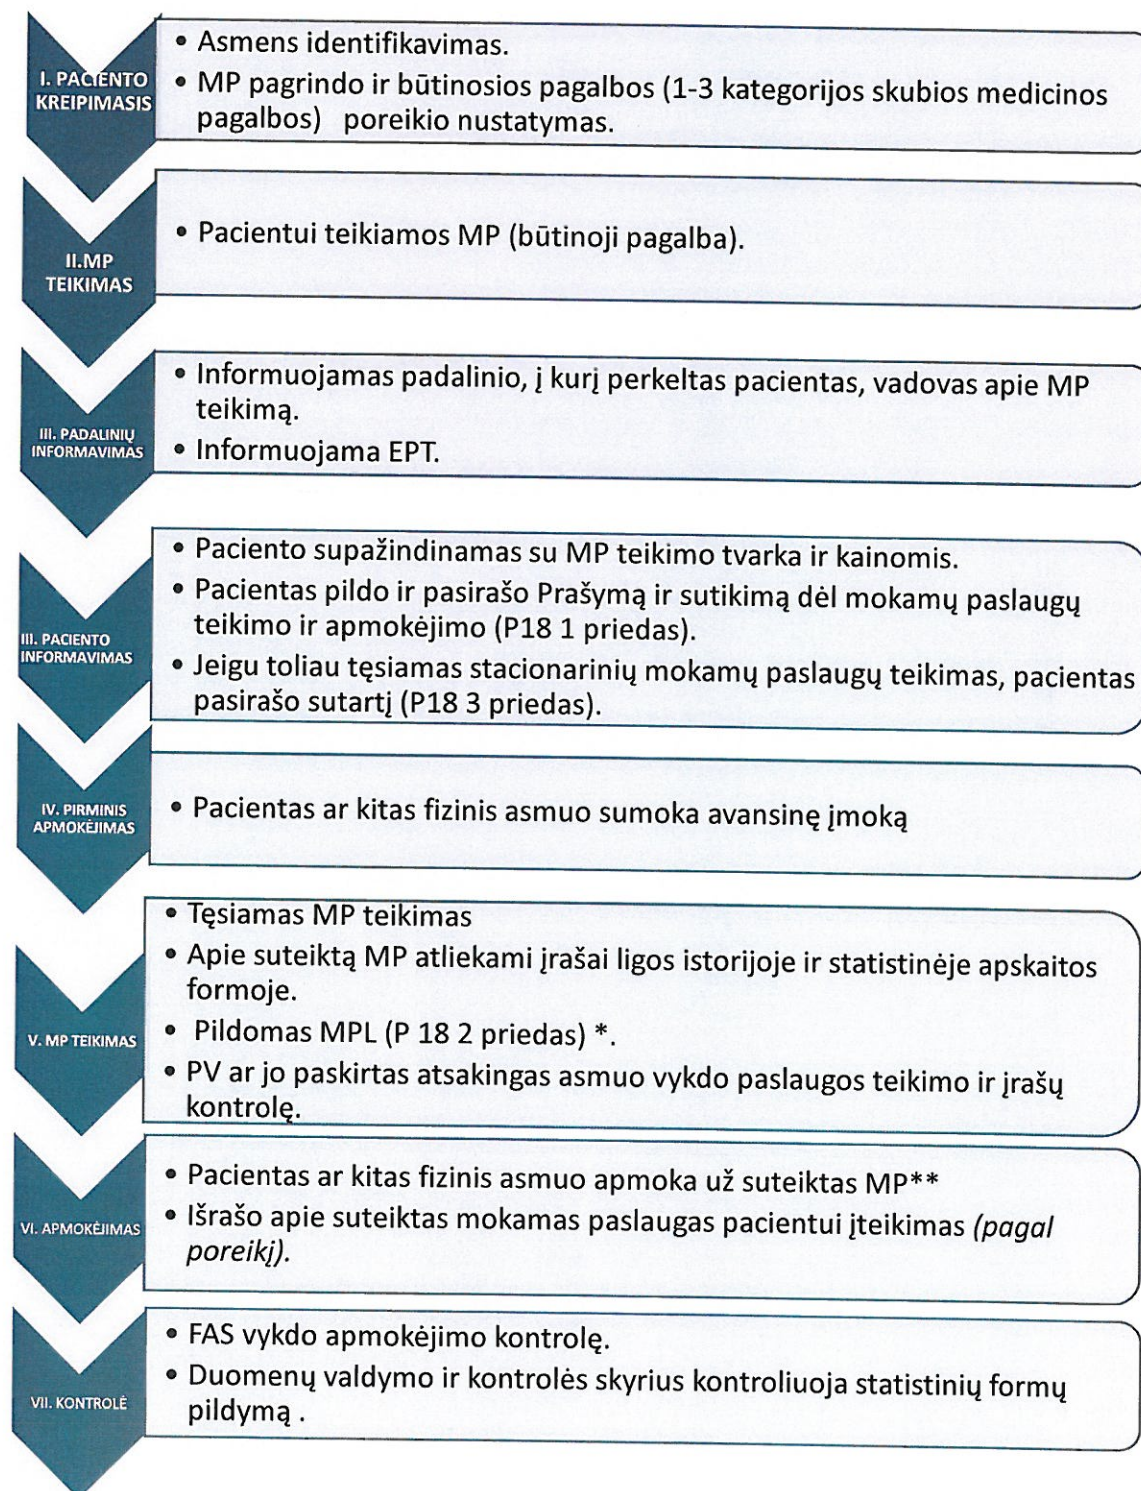 I. PACIENTO
KREIPIMASIS
• Asmens identifikavimas.
• MP pagrindo ir būtinosios pagalbos (1-3 kategorijos skubios medicinos
pagalbos) poreikio nustatymas.
II.MP
TEIKIMAS
• Pacientui teikiamos MP (būtinoji pagalba).
III. PADALINIŲ
INFORMAVIMAS
• Informuojamas padalinio, į kurį perkeltas pacientas, vadovas apie MP
teikimą.
• Informuojama EPT.
III. PACIENTO
INFORMAVIMAS
• Paciento supažindinamas su MP teikimo tvarka ir kainomis.
• Pacientas pildo ir pasirašo Prašymą ir sutikimą dėl mokamų paslaugų
teikimo ir apmokėjimo (P18 1 priedas).
• Jeigu toliau tęsiamas stacionarinių mokamų paslaugų teikimas, pacientas
pasirašo sutartį (P18 3 priedas).
IV. PIRMINIS
APMOKĖJIMAS
• Pacientas ar kitas fizinis asmuo sumoka avansinę įmoką
V. MP TEIKIMAS
• Tęsiamas MP teikimas
• Apie suteiktą MP atliekami įrašai ligos istorijoje ir statistinėje apskaitos
formoje.
• Pildomas MPL (P 18 2 priedas) *.
• PV ar jo paskirtas atsakingas asmuo vykdo paslaugos teikimo ir įrašų
kontrolę.
VI. APMOKĖJIMAS
• Pacientas ar kitas fizinis asmuo apmoka už suteiktas MP**
• Išrašo apie suteiktas mokamas paslaugas pacientui įteikimas (pagal
poreikį).
VII. KONTROLĖ
• FAS vykdo apmokėjimo kontrolę.
• Duomenų valdymo ir kontrolės skyrius kontroliuoja statistinių formų
pildymą .